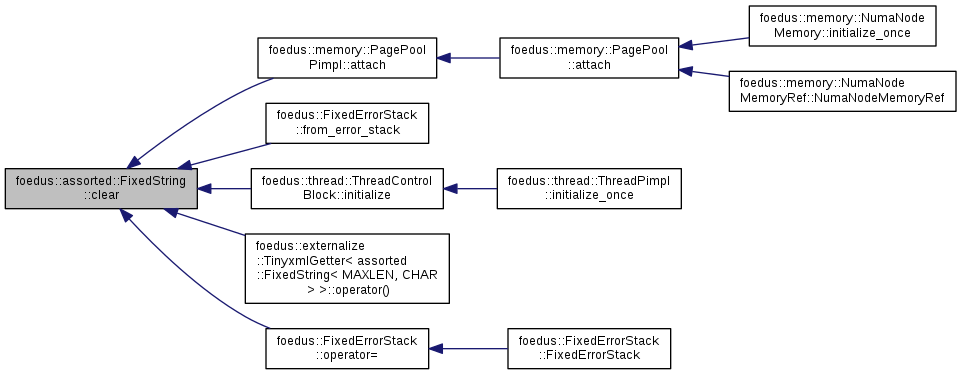 foedus::memory::NumaNode
Memory::initialize_once
foedus::memory::PagePool
Pimpl::attach
foedus::memory::PagePool
::attach
foedus::memory::NumaNode
MemoryRef::NumaNodeMemoryRef
foedus::FixedErrorStack
::from_error_stack
foedus::assorted::FixedString
::clear
foedus::thread::ThreadControl
Block::initialize
foedus::thread::ThreadPimpl
::initialize_once
foedus::externalize
::TinyxmlGetter< assorted
::FixedString< MAXLEN, CHAR
> >::operator()
foedus::FixedErrorStack
::operator=
foedus::FixedErrorStack
::FixedErrorStack